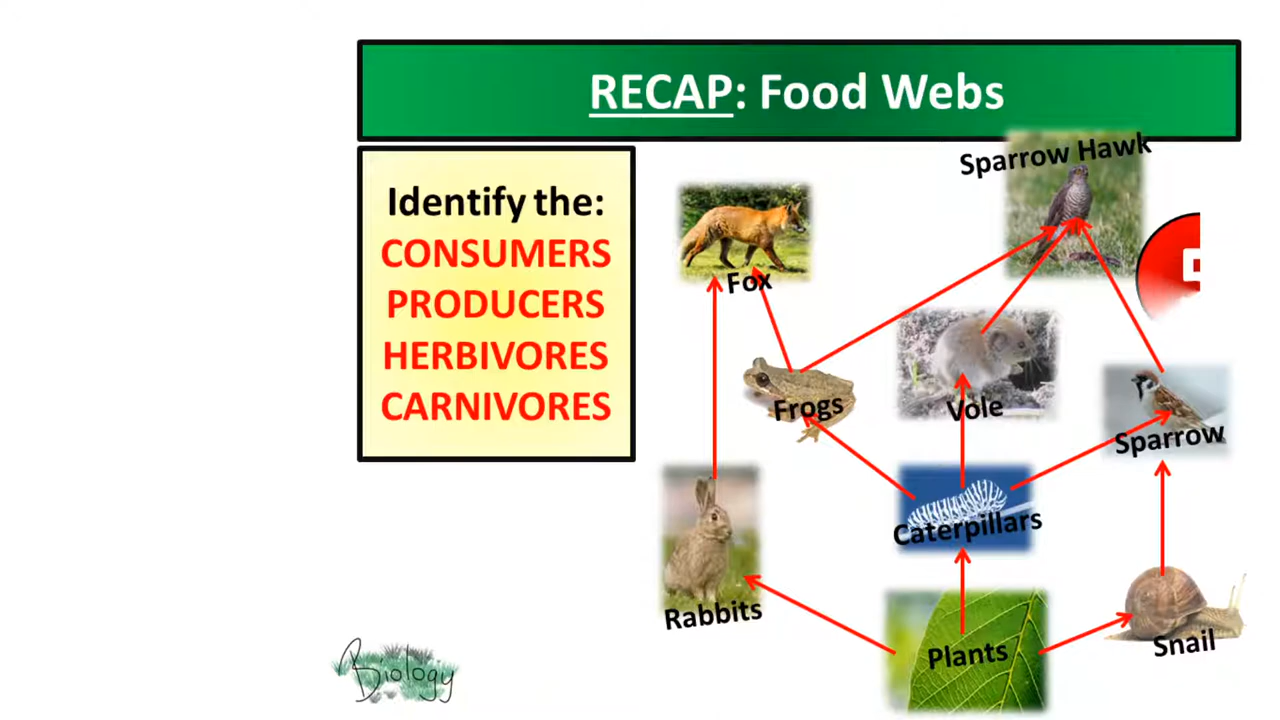 RECAP: Food Webs
Identify the:
CONSUMERS
PRODUCERS
HERBIVORES
CARNIVORES
Sparrow Hawk
Fox
Frogs
Vole
Sparrow
Caterpillars
Rabbits
Plants
Snail
Biology